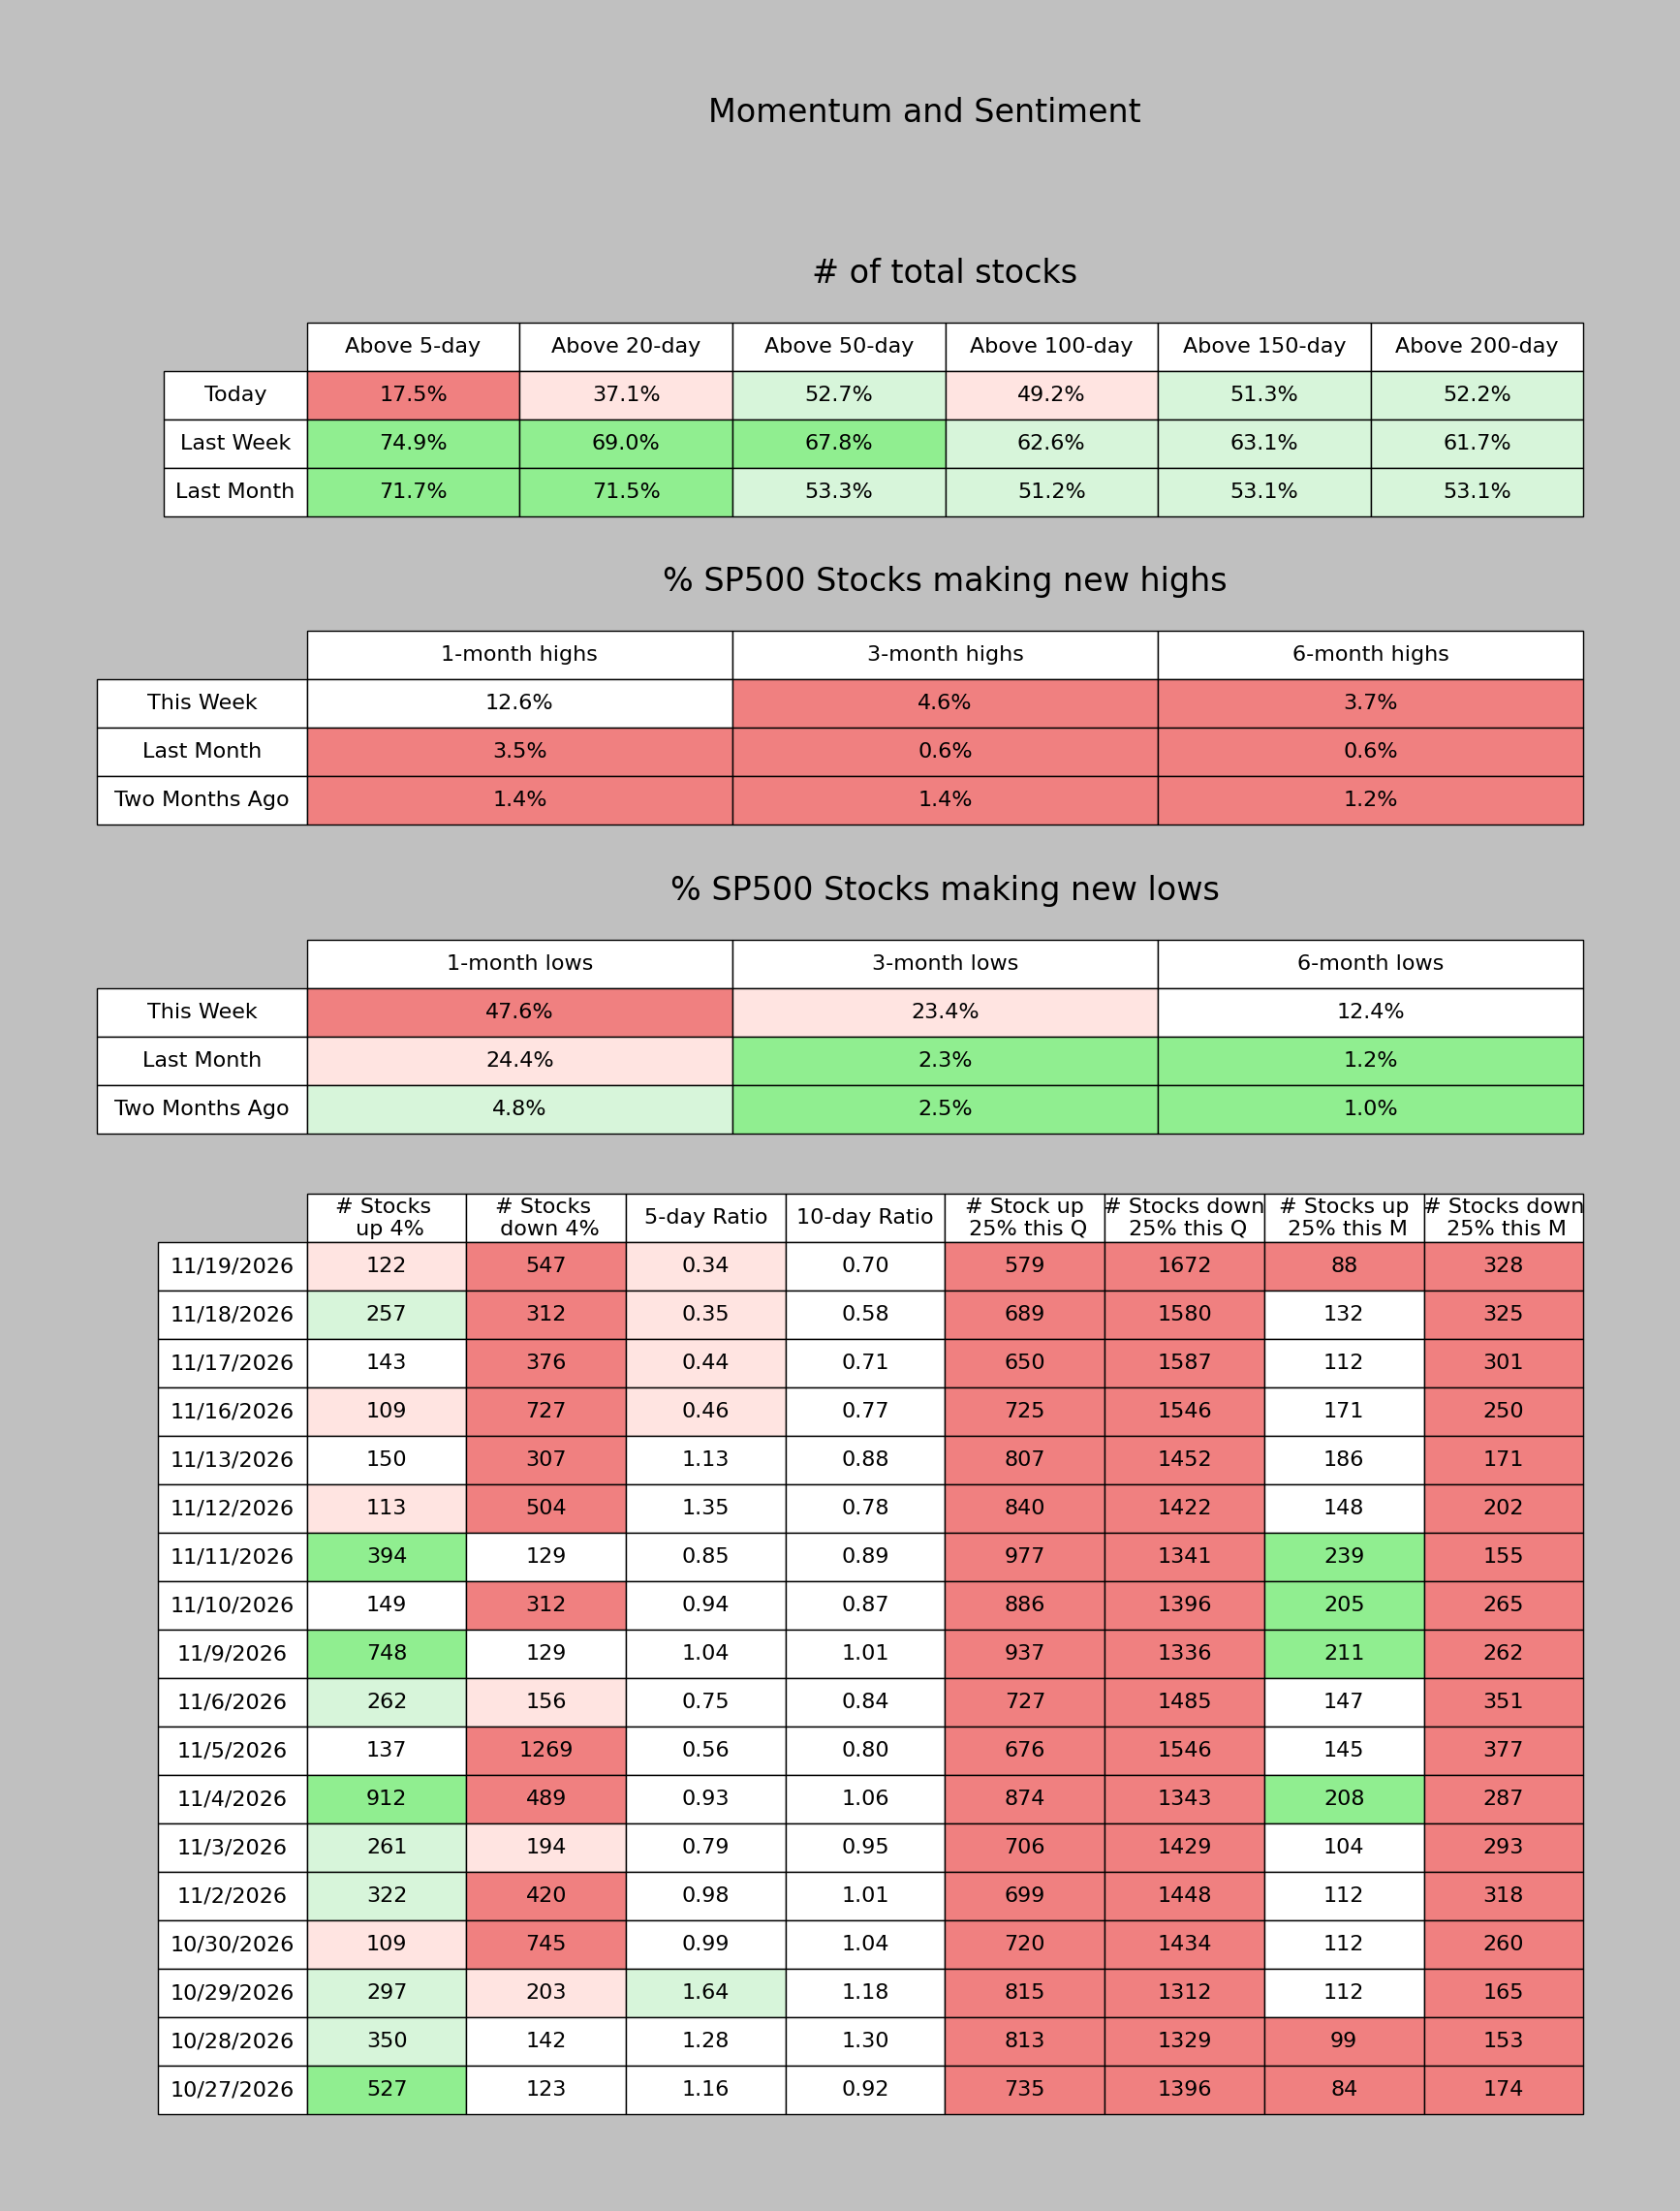 Momentum and Sentiment
# of total stocks
Above 5-day Above 20-day Above 50-day Above 100-day Above 150-day Above 200-day
Today 17.5% 37.1% 52.7% 49.2% 51.3% 52.2%
Last Week 74.9% 69.0% 67.8% 62.6% 63.1% 61.7%
Last Month 71.7% 71.5% 53.3% 51.2% 53.1% 53.1%
% SP500 Stocks making new highs
1-month highs 3-month highs 6-month highs
This Week 12.6% 4.6% 3.7%
Last Month 3.5% 0.6% 0.6%
Two Months Ago 1.4% 1.4% 1.2%
% SP500 Stocks making new lows
1-month lows 3-month lows 6-month lows
This Week 47.6% 23.4% 12.4%
Last Month 24.4% 2.3% 1.2%
Two Months Ago 4.8% 2.5% 1.0%
# Stocks # Stocks 5-day Ratio 10-day Ratio # Stock up # Stocks down # Stocks up # Stocks down
up 4% down 4% 25% this Q 25% this Q 25% this M 25% this M
11/19/2026 122 547 0.34 0.70 579 1672 88 328
11/18/2026 257 312 0.35 0.58 689 1580 132 325
11/17/2026 143 376 0.44 0.71 650 1587 112 301
11/16/2026 109 727 0.46 0.77 725 1546 171 250
11/13/2026 150 307 1.13 0.88 807 1452 186 171
11/12/2026 113 504 1.35 0.78 840 1422 148 202
11/11/2026 394 129 0.85 0.89 977 1341 239 155
11/10/2026 149 312 0.94 0.87 886 1396 205 265
11/9/2026 748 129 1.04 1.01 937 1336 211 262
11/6/2026 262 156 0.75 0.84 727 1485 147 351
11/5/2026 137 1269 0.56 0.80 676 1546 145 377
11/4/2026 912 489 0.93 1.06 874 1343 208 287
11/3/2026 261 194 0.79 0.95 706 1429 104 293
11/2/2026 322 420 0.98 1.01 699 1448 112 318
10/30/2026 109 745 0.99 1.04 720 1434 112 260
10/29/2026 297 203 1.64 1.18 815 1312 112 165
10/28/2026 350 142 1.28 1.30 813 1329 99 153
10/27/2026 527 123 1.16 0.92 735 1396 84 174